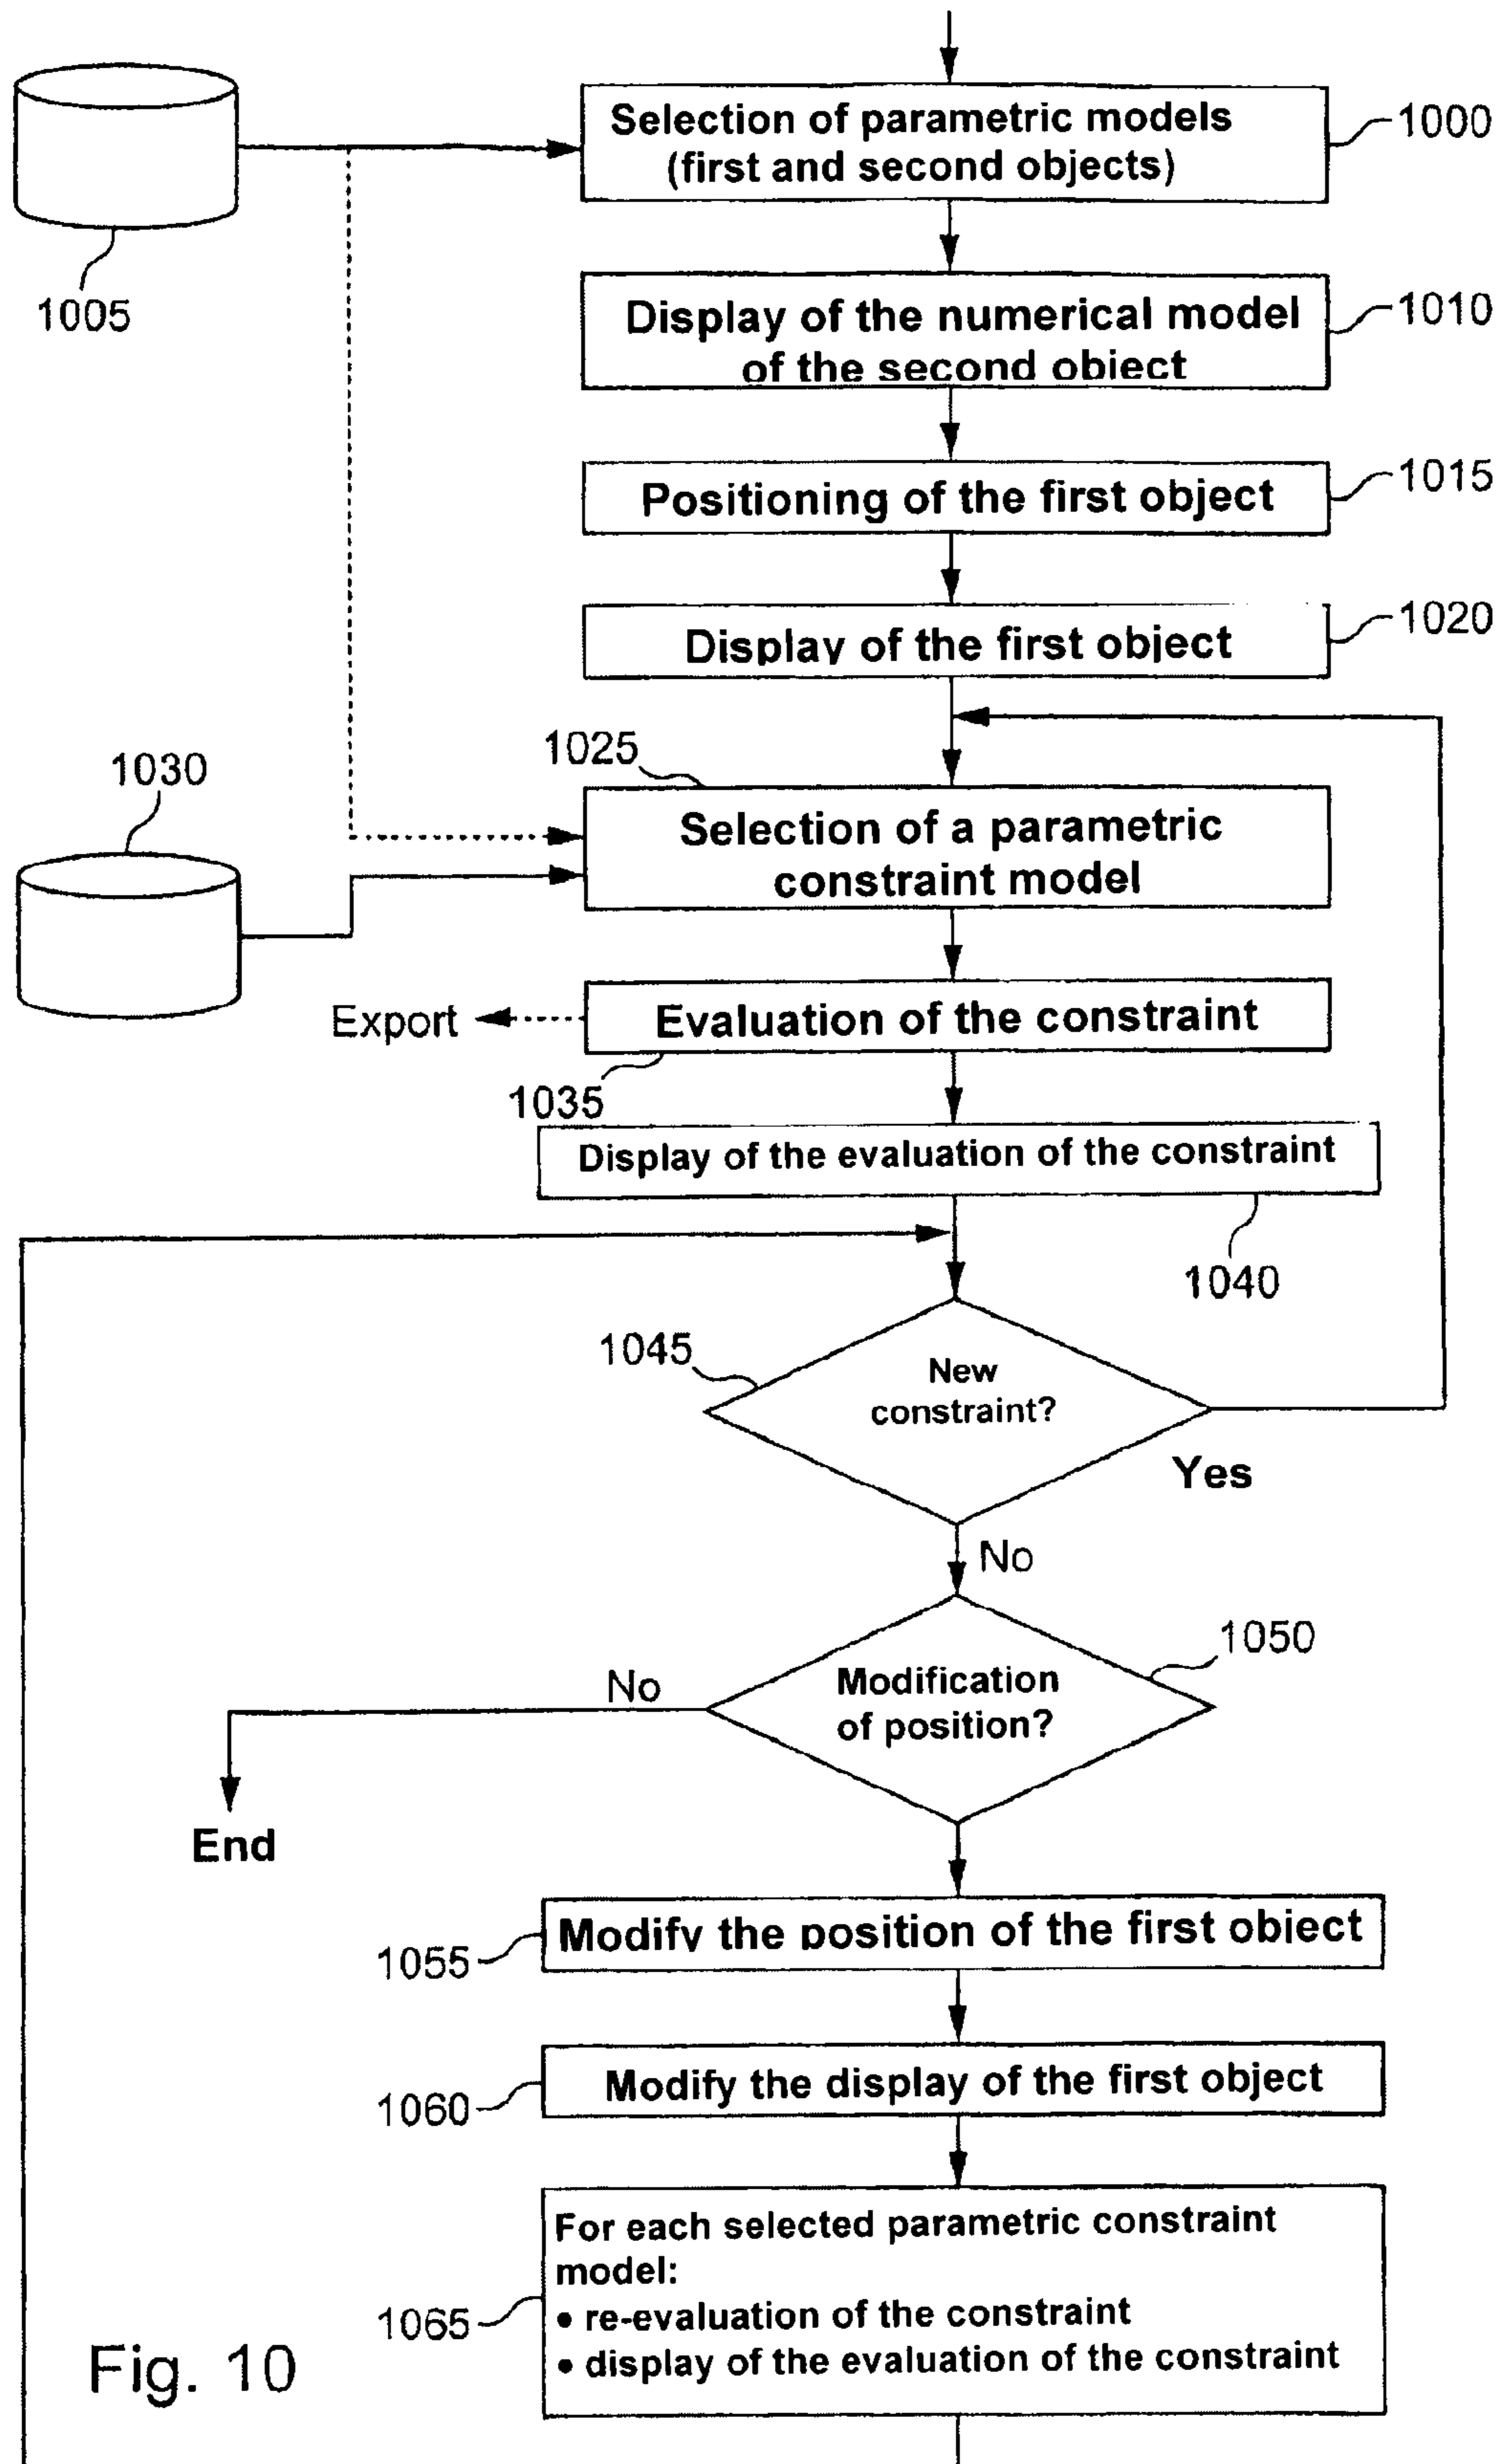 Selection of parametric models
(first and second objects)
1000
1005
Display of the numerical model
of the second object
1010
Positioning of the first object
1015
Display of the first object
1020
1025
1030
Selection of a parametric
constraint model
Export
Evaluation of the constraint
1035
Display of the evaluation of the constraint
1040
1045
New
constraint?
Yes
No
1050
Modification
of position?
No
End
Modify the position of the first object
1055
Modify the display of the first object
1060
For each selected parametric constraint
model:
• re-evaluation of the constraint
• display of the evaluation of the constraint
1065
Fig. 10